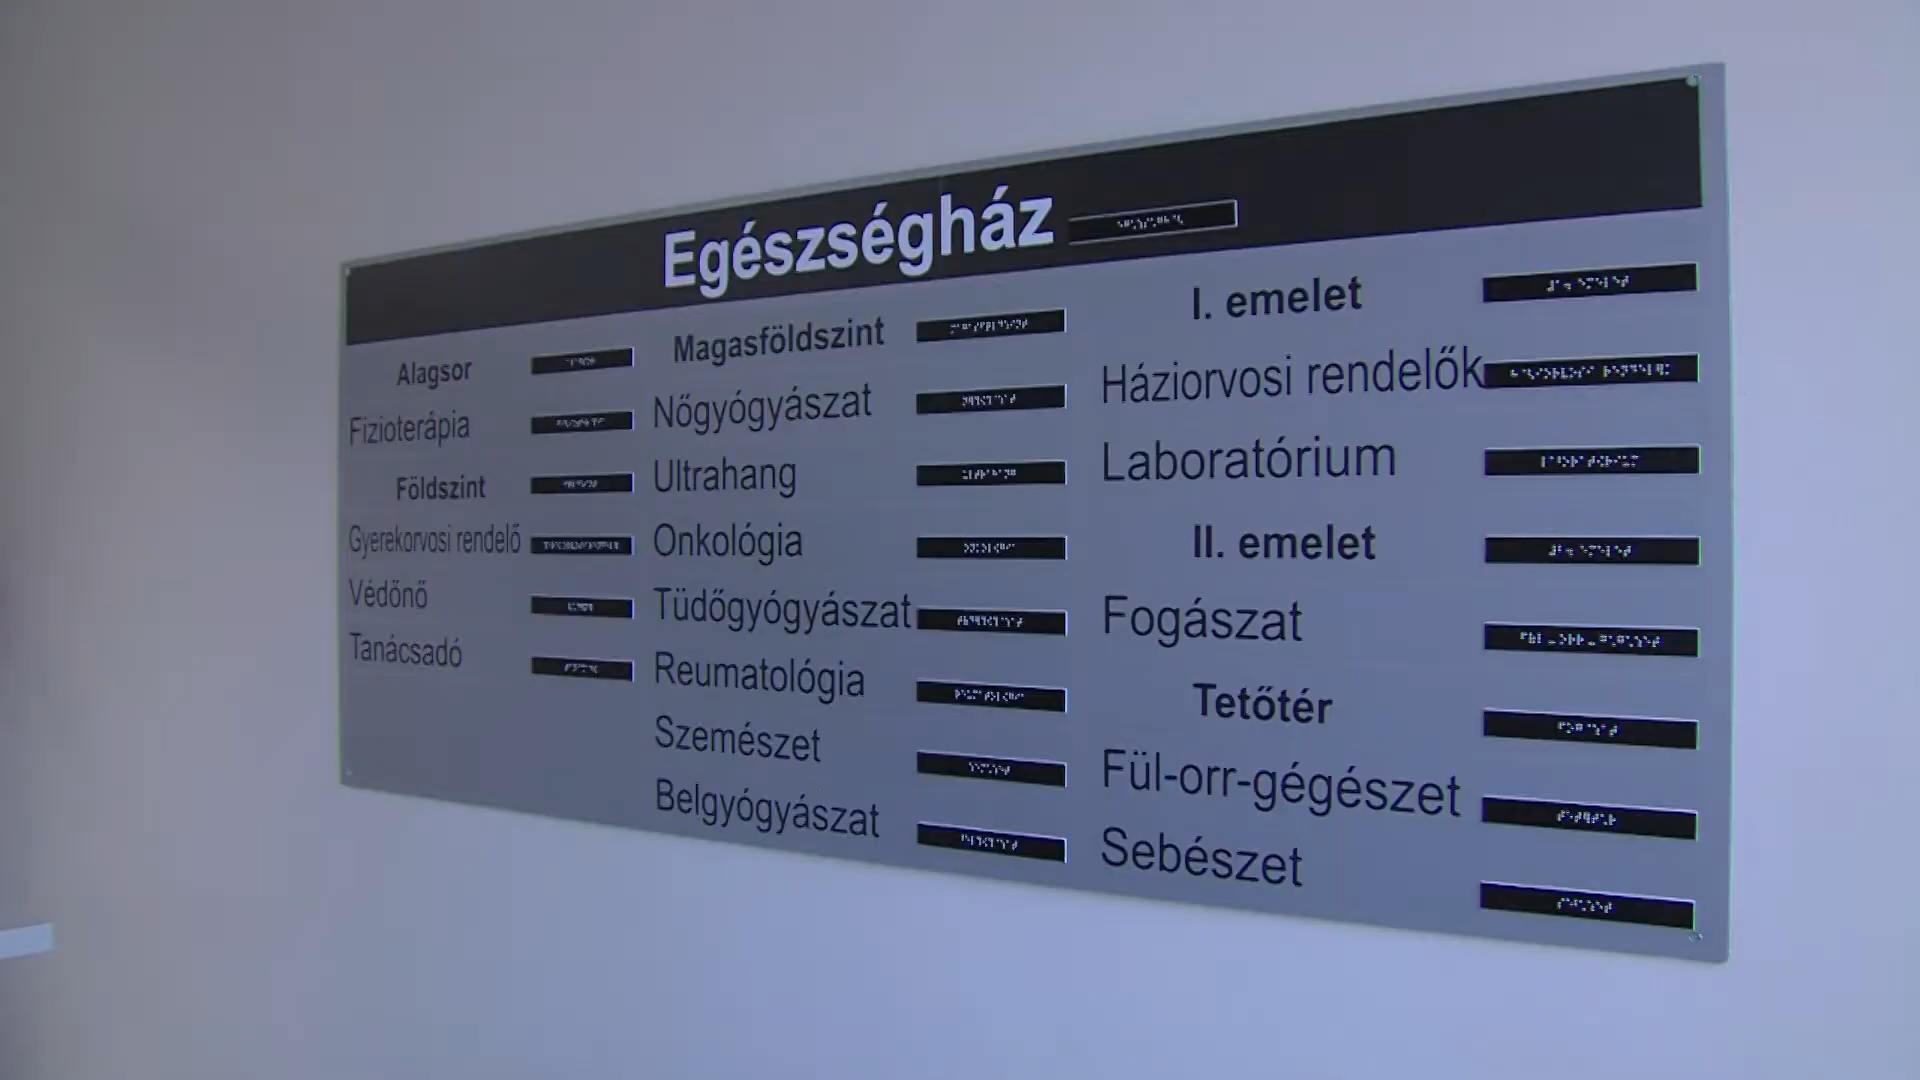 Egészségház
Alagsor
Fizioterápia
Földszint
Gyerekorvosi rendelő
Védőnő
Tanácsadó
Magasföldszint
Nőgyógyászat
Ultrahang
Onkológia
Tüdőgyógyászat
Reumatológia
Szemészet
Belgyógyászat
I. emelet
Háziorvosi rendelők
Laboratórium
II. emelet
Fogászat
Tetőtér
Fül-orr-gégészet
Sebészet